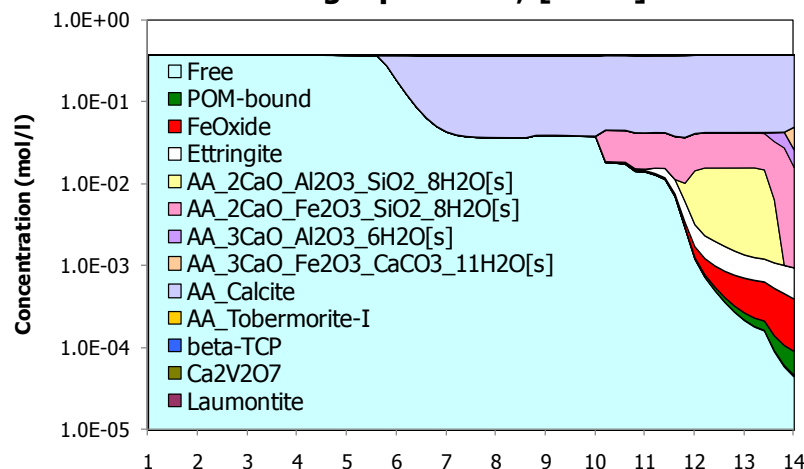 1.0E+00
1.0E-01
1.0E-02
1.0E-03
1.0E-04
1.0E-05
Concentration (mol/l)
Free
POM-bound
FeOxide
Ettringite
AA_2CaO_Al2O3_SiO2_8H2O[s]
AA_2CaO_Fe2O3_SiO2_8H2O[s]
AA_3CaO_Al2O3_6H2O[s]
AA_3CaO_Fe2O3_CaCO3_11H2O[s]
AA_Calcite
AA_Tobermorite-I
beta-TCP
Ca2V2O7
Laumontite
1 2 3 4 5 6 7 8 9 10 11 12 13 14